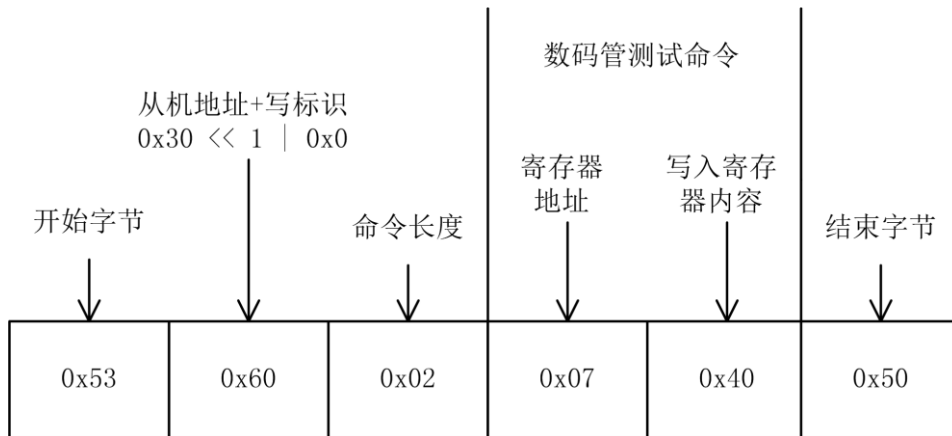 数码管测试命令
从机地址+写标识
0x30 << 1 | 0x0
寄存器
地址
写入寄存
器内容
开始字节
命令长度
结束字节
0x53
0x60
0x02
0x07
0x40
0x50